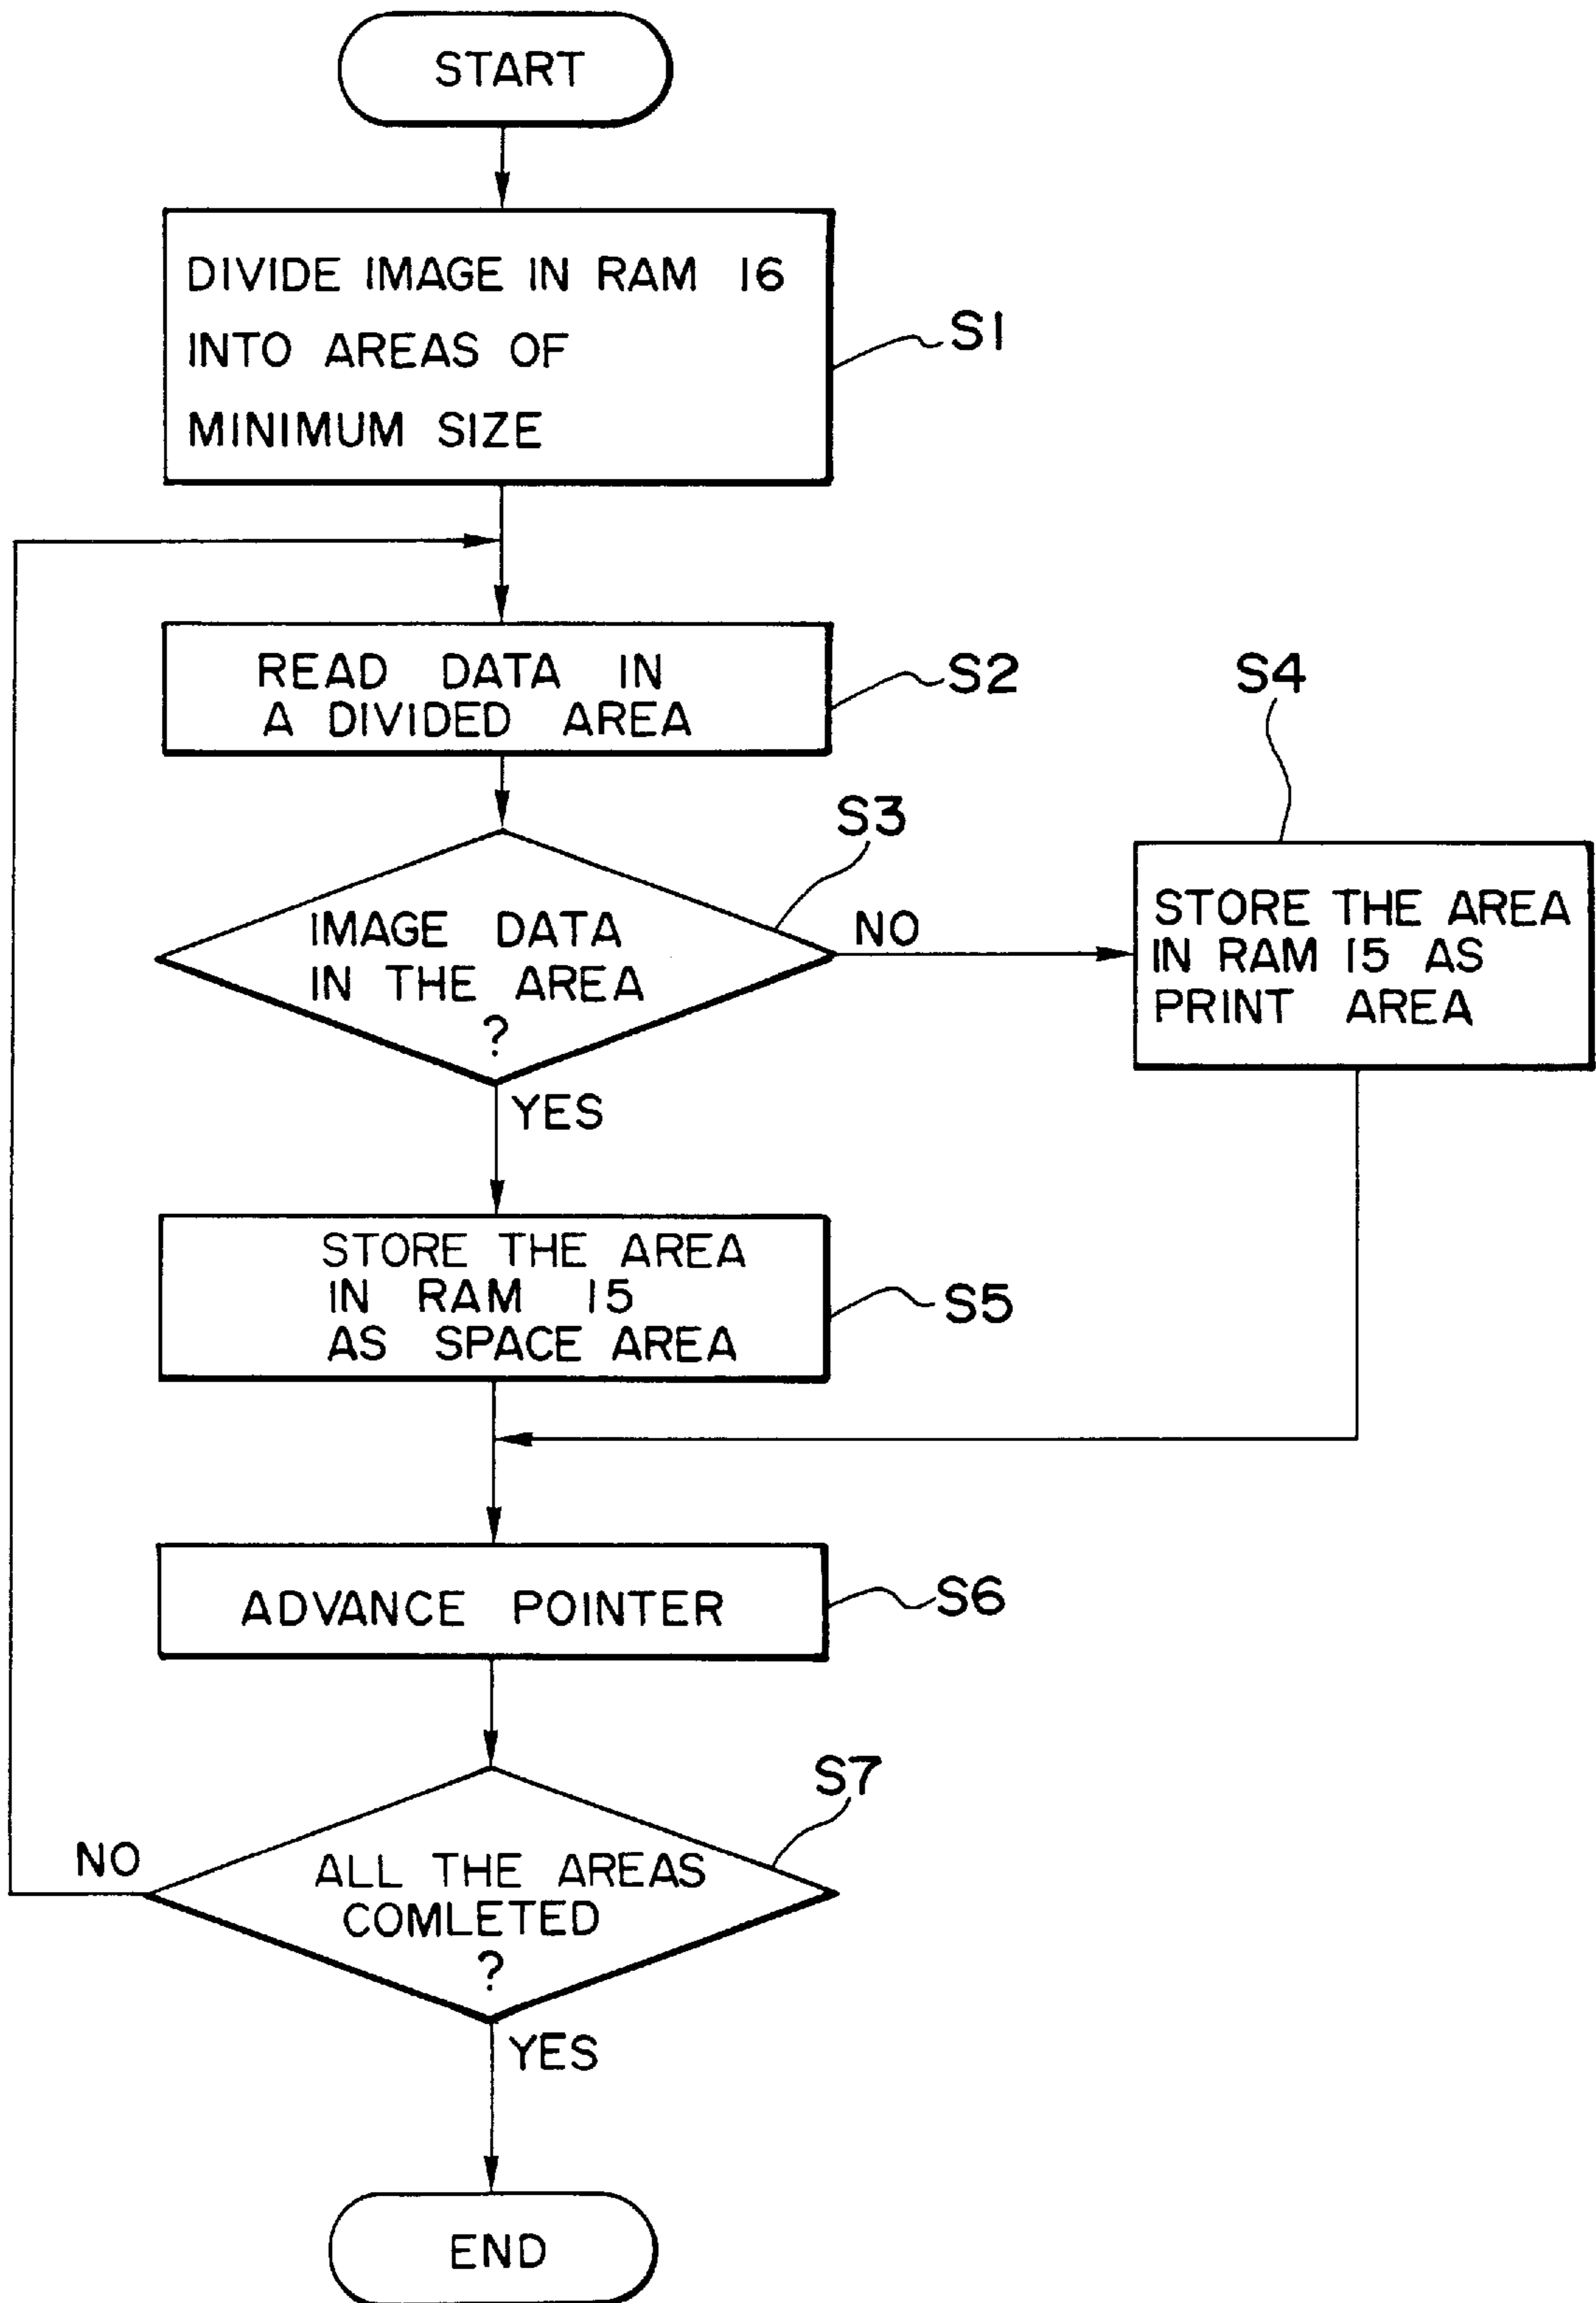 START
DIVIDE IMAGE IN RAM 16
INTO AREAS OF
MINIMUM SIZE
S1
READ DATA IN
A DIVIDED AREA
S2
S3
IMAGE DATA
IN THE AREA
?
NO
YES
S4
STORE THE AREA
IN RAM 15 AS
PRINT AREA
STORE THE AREA
IN RAM 15
AS SPACE AREA
S5
ADVANCE POINTER
S6
S7
ALL THE AREAS
COMLETED
?
NO
YES
END